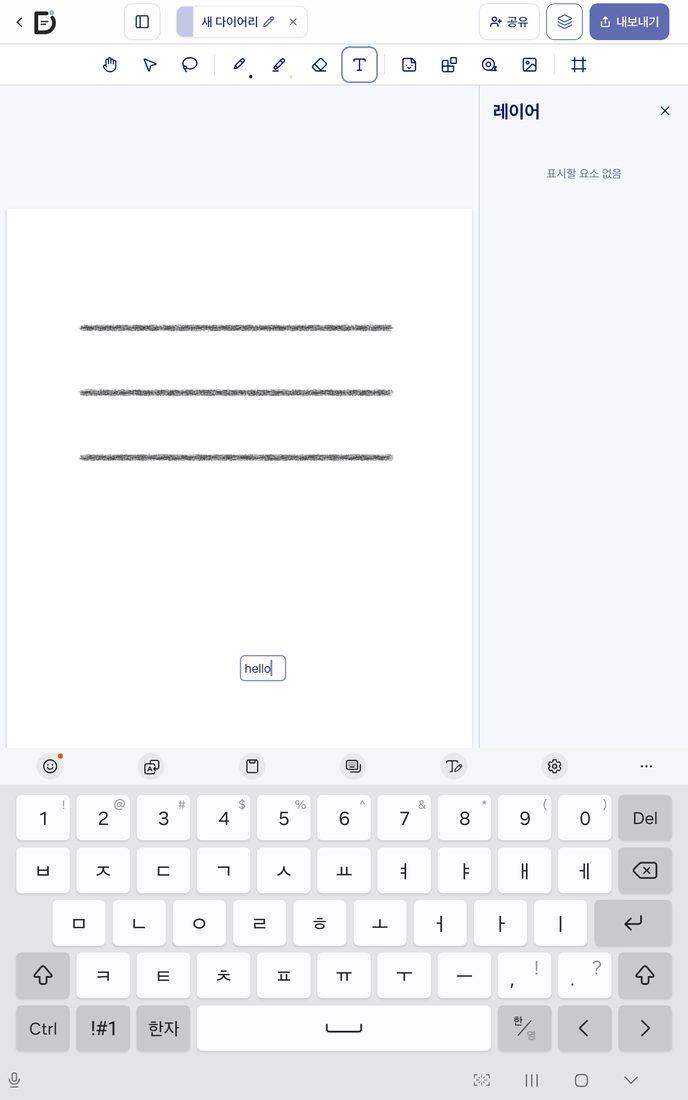 새 다이어리
공유
내보내기
T
레이어
표시할 요소 없음
hello
1 ! 2 @ 3 # 4 $ 5 % 6 ^ 7 & 8 * 9 ( 0 ) Del
ㅂ ㅈ ㄷ ㄱ ㅅ ㅛ ㅕ ㅑ ㅐ ㅔ
ㅁ ㄴ ㅇ ㄹ ㅎ ㅗ ㅓ ㅏ ㅣ
ㅋ ㅌ ㅊ ㅍ ㅠ ㅜ ㅡ , ! . ?
Ctrl !#1 한자 한/영